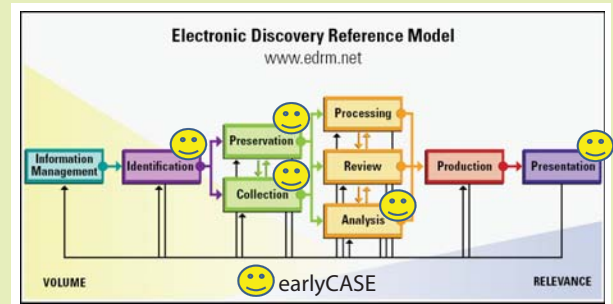 Electronic Discovery Reference Model
www.edrm.net
Information
Management
Identification
Preservation
Collection
Processing
Review
Analysis
Production
Presentation
VOLUME
earlyCASE
RELEVANCE